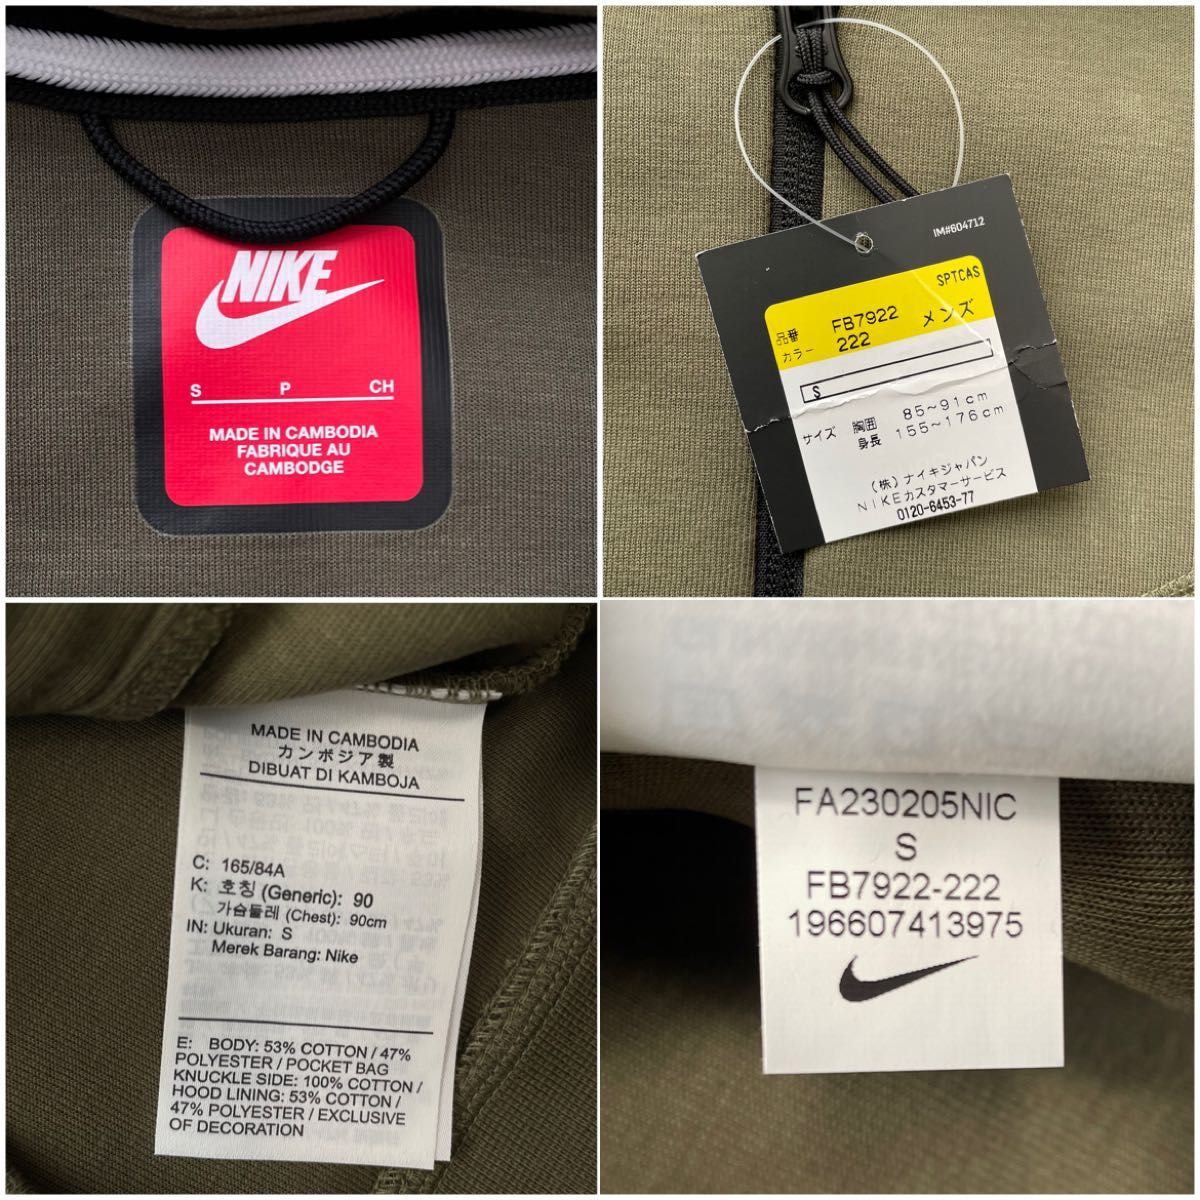 NIKE
S P CH
MADE IN CAMBODIA
FABRIQUE AU
CAMBODGE
IM#604712
SPTCAS
品番 FB7922 メンズ
カラー 222
S
サイズ 胸囲 85~91cm
身長 155~176cm
(株)ナイキジャパン
NIKEカスタマーサービス
0120-6453-77
MADE IN CAMBODIA
カンボジア製
DIBUAT DI KAMBOJA
C: 165/84A
K: 호칭 (Generic): 90
가슴둘레 (Chest): 90cm
IN: Ukuran: S
Merek Barang: Nike
E: BODY: 53% COTTON / 47%
POLYESTER / POCKET BAG
KNUCKLE SIDE: 100% COTTON /
HOOD LINING: 53% COTTON /
47% POLYESTER / EXCLUSIVE
OF DECORATION
FA230205NIC
S
FB7922-222
196607413975